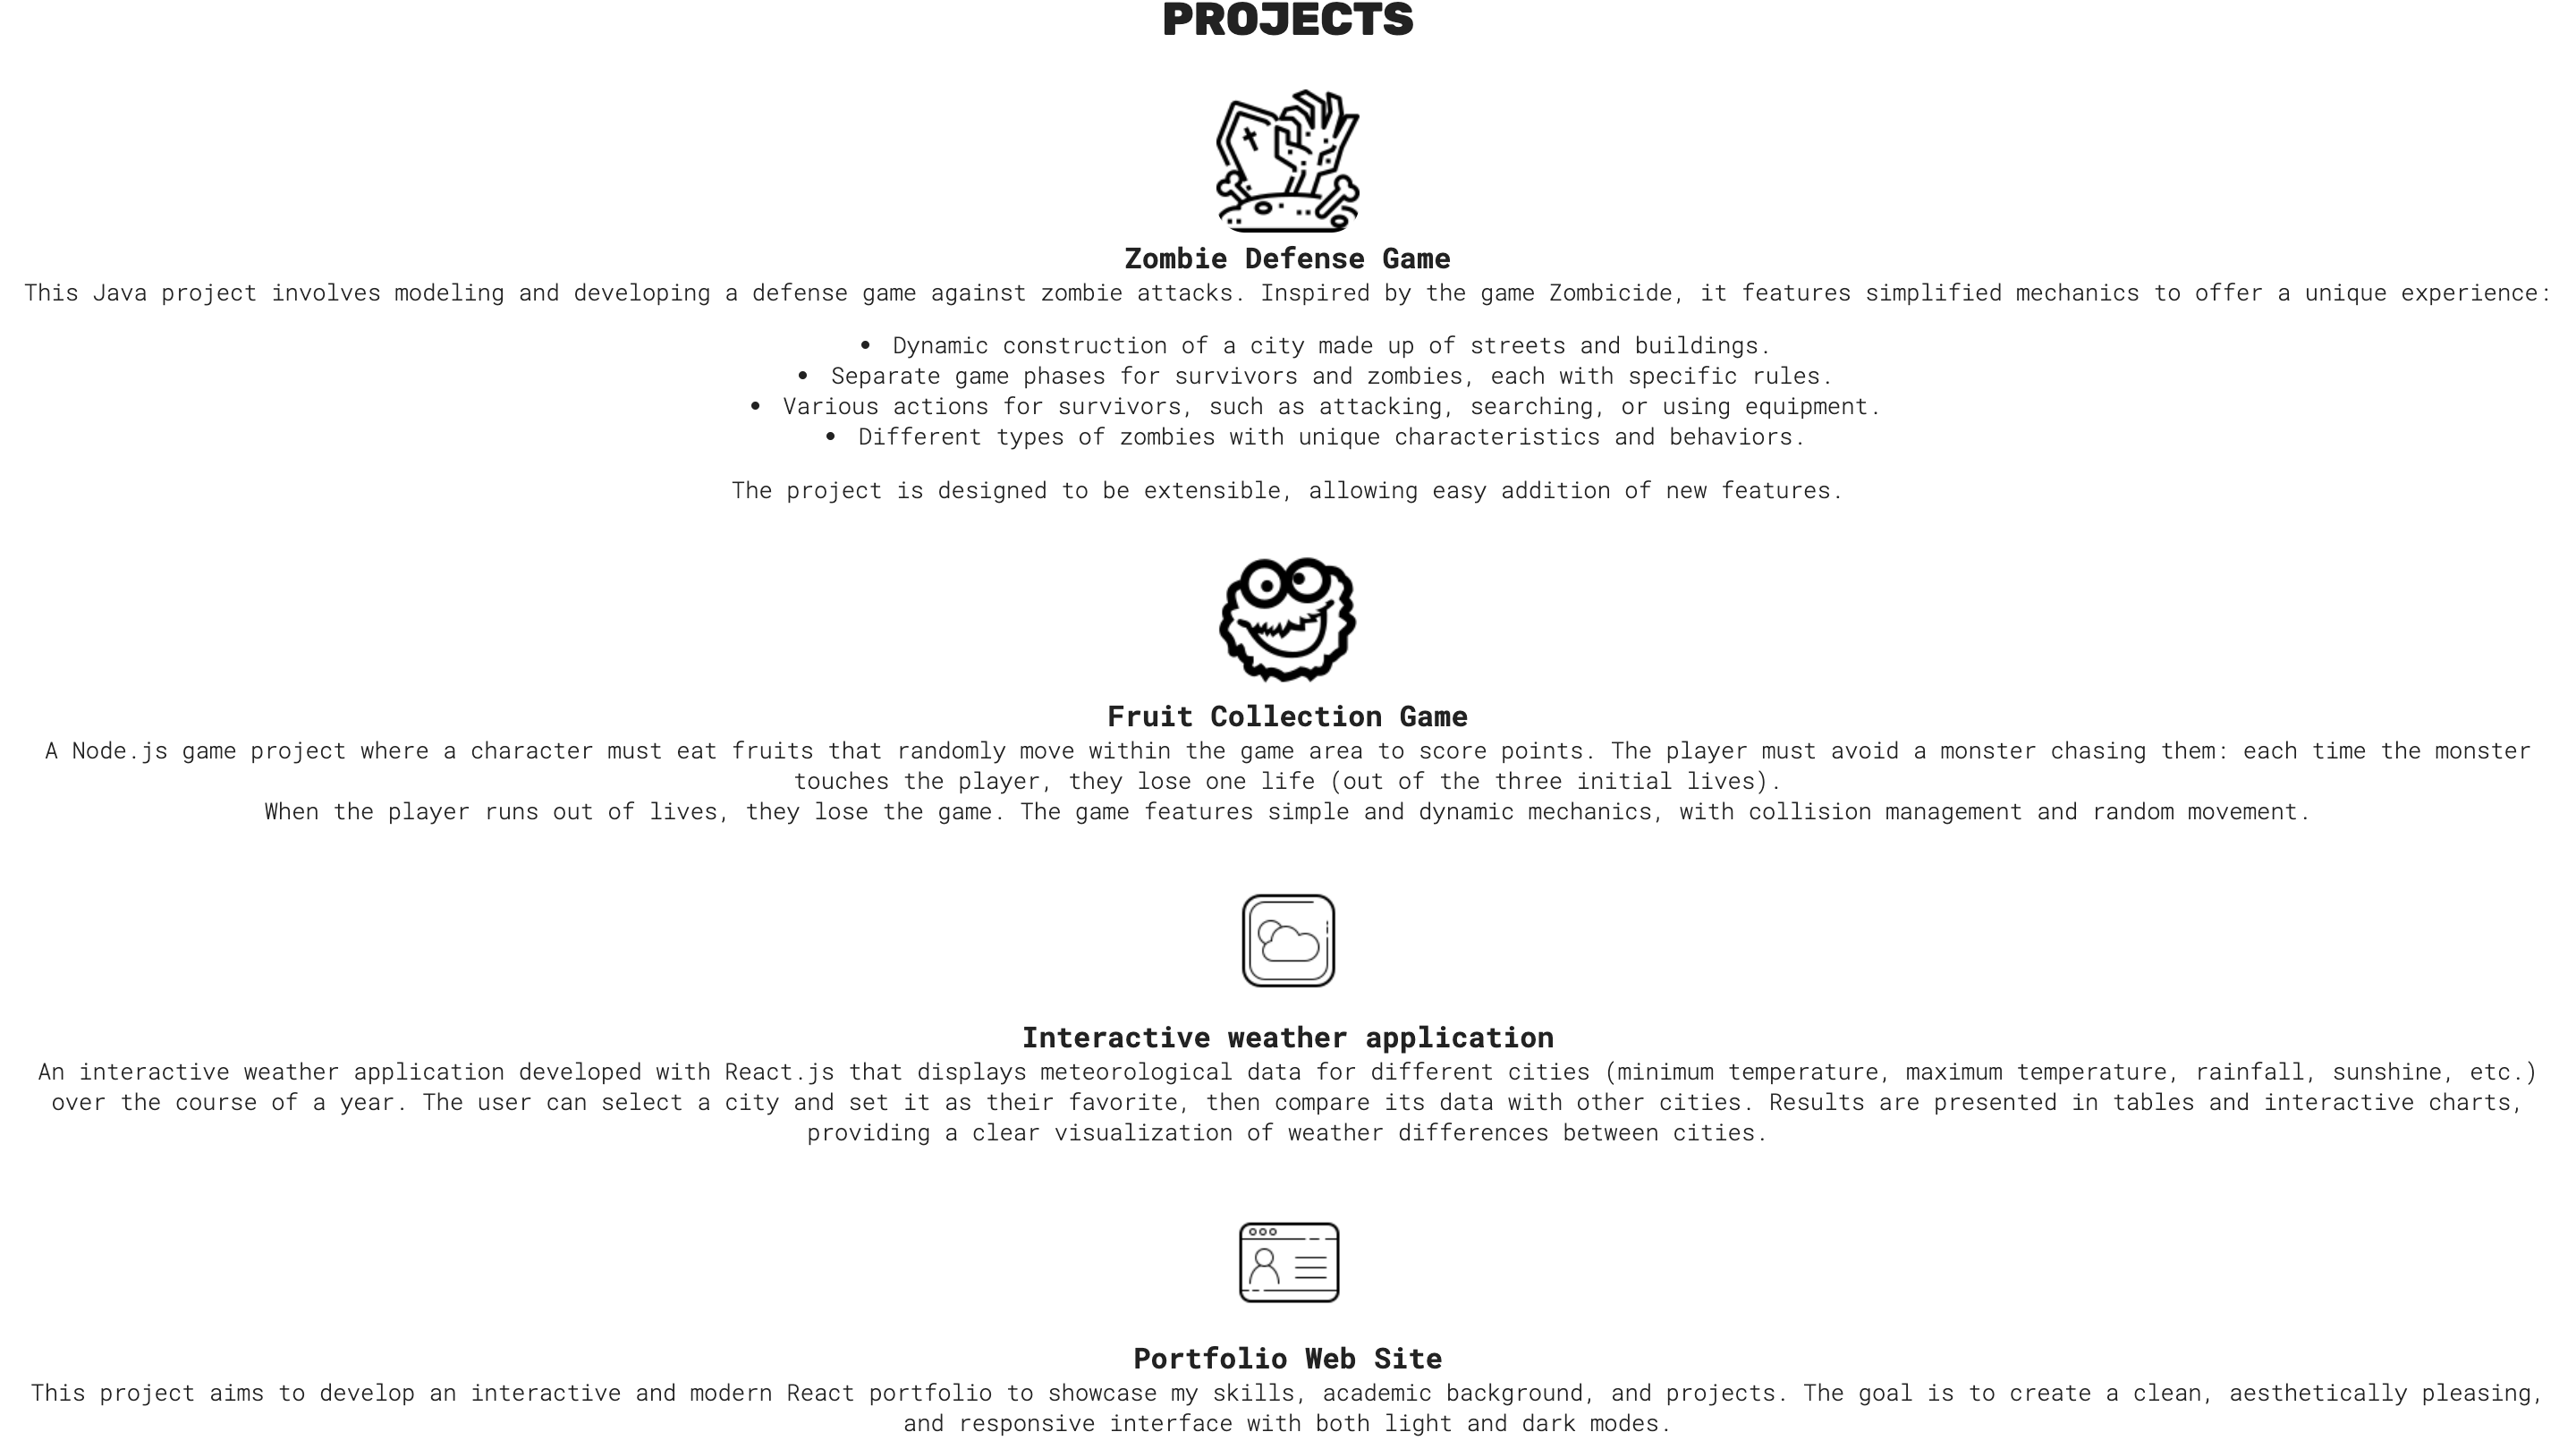 PROJECTS
Zombie Defense Game
This Java project involves modeling and developing a defense game against zombie attacks. Inspired by the game Zombicide, it features simplified mechanics to offer a unique experience:
• Dynamic construction of a city made up of streets and buildings.
• Separate game phases for survivors and zombies, each with specific rules.
• Various actions for survivors, such as attacking, searching, or using equipment.
• Different types of zombies with unique characteristics and behaviors.
The project is designed to be extensible, allowing easy addition of new features.
Fruit Collection Game
A Node.js game project where a character must eat fruits that randomly move within the game area to score points. The player must avoid a monster chasing them: each time the monster
touches the player, they lose one life (out of the three initial lives).
When the player runs out of lives, they lose the game. The game features simple and dynamic mechanics, with collision management and random movement.
Interactive weather application
An interactive weather application developed with React.js that displays meteorological data for different cities (minimum temperature, maximum temperature, rainfall, sunshine, etc.)
over the course of a year. The user can select a city and set it as their favorite, then compare its data with other cities. Results are presented in tables and interactive charts,
providing a clear visualization of weather differences between cities.
Portfolio Web Site
This project aims to develop an interactive and modern React portfolio to showcase my skills, academic background, and projects. The goal is to create a clean, aesthetically pleasing,
and responsive interface with both light and dark modes.